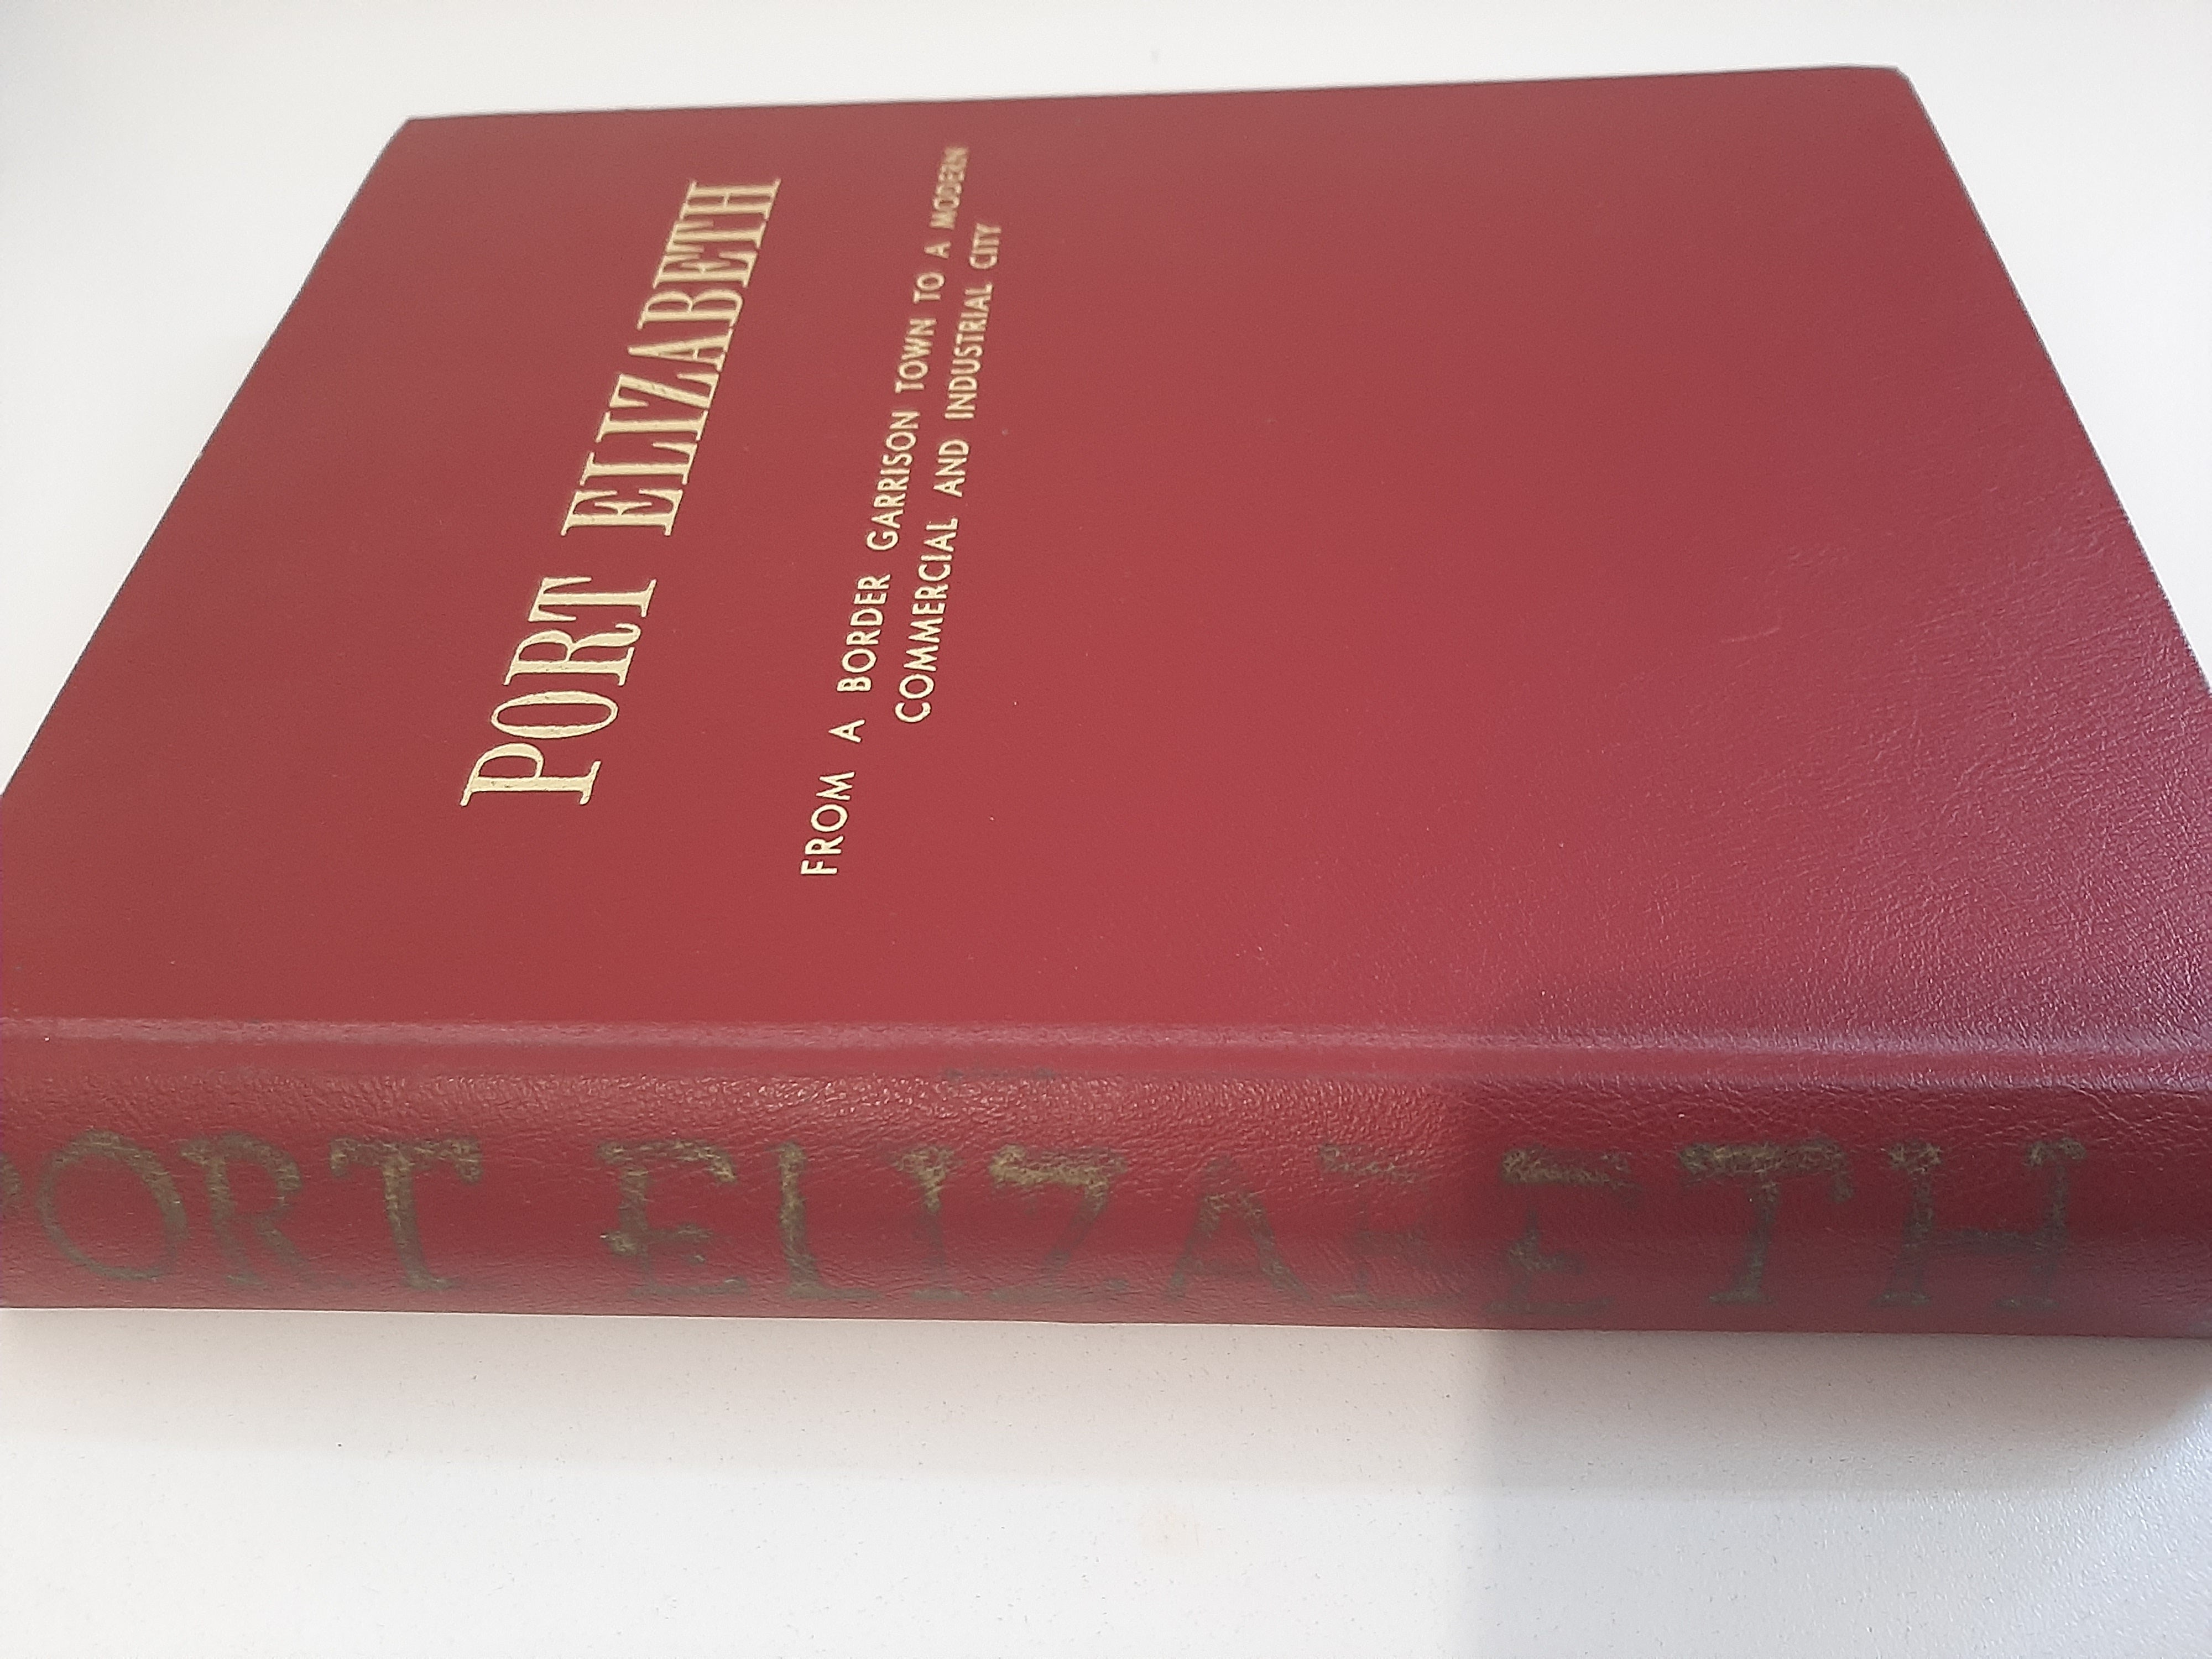 PORT ELIZABETH
FROM A BORDER GARRISON TOWN TO A MODERN
COMMERCIAL AND INDUSTRIAL CITY
PORT ELIZABETH